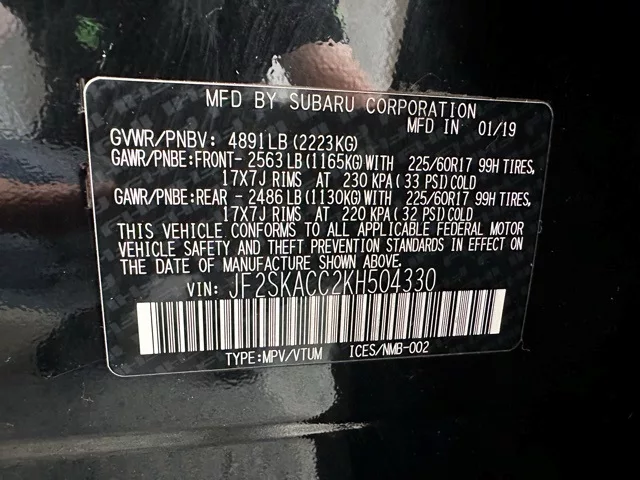 MFD BY SUBARU CORPORATION
MFD IN 01/19
GVWR/PNBV: 4891LB (2223KG)
GAWR/PNBE:FRONT- 2563 LB (1165KG) WITH 225/60R17 99H TIRES,
17X7J RIMS AT 230 KPA ( 33 PSI) COLD
GAWR/PNBE:REAR - 2486 LB (1130KG) WITH 225/60R17 99H TIRES,
17X7J RIMS AT 220 KPA ( 32 PSI) COLD
THIS VEHICLE CONFORMS TO ALL APPLICABLE FEDERAL MOTOR
VEHICLE SAFETY AND THEFT PREVENTION STANDARDS IN EFFECT ON
THE DATE OF MANUFACTURE SHOWN ABOVE.
VIN: JF2SKACC2KH504330
TYPE:MPV/VTUM ICES/NMB-002